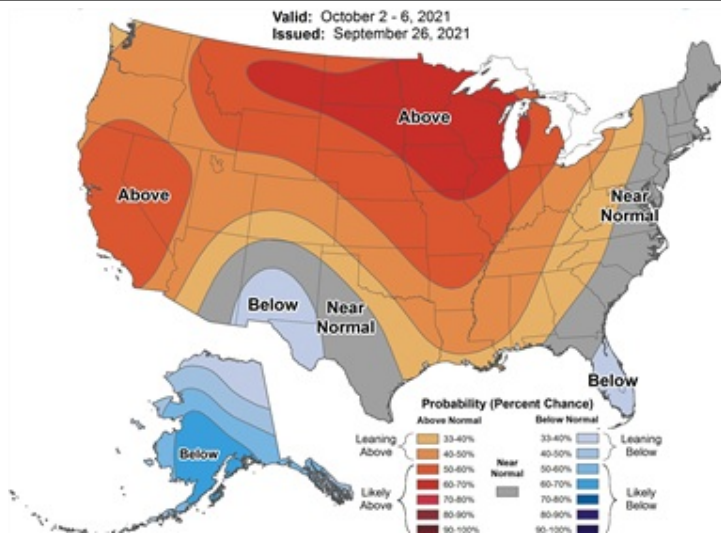 Valid: October 2 - 6, 2021
Issued: September 26, 2021
Above
Above
Near
Normal
Below
Near
Normal
Below
Below
Probability (Percent Chance)
Above Normal
Below Normal
Leaning
Above
33-40%
40-50%
50-60%
60-70%
70-80%
80-90%
90-100%
Likely
Above
Near
Normal
33-40%
40-50%
50-60%
60-70%
70-80%
80-90%
90-100%
Leaning
Below
Likely
Below